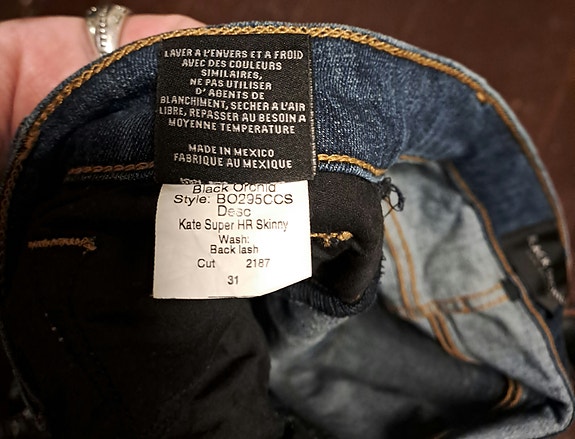 LAVER A L'ENVERS ET A FROID
AVEC DES COULEURS
SIMILAIRES,
NE PAS UTILISER
D'AGENTS DE
BLANCHIMENT, SECHER A L'AIR
LIBRE, REPASSER AU BESOIN A
MOYENNE TEMPERATURE
MADE IN MEXICO
FABRIQUE AU MEXIQUE
Black Orchid
Style: BO295CCS
Desc
Kate Super HR Skinny
Wash:
Back lash
Cut 2187
31